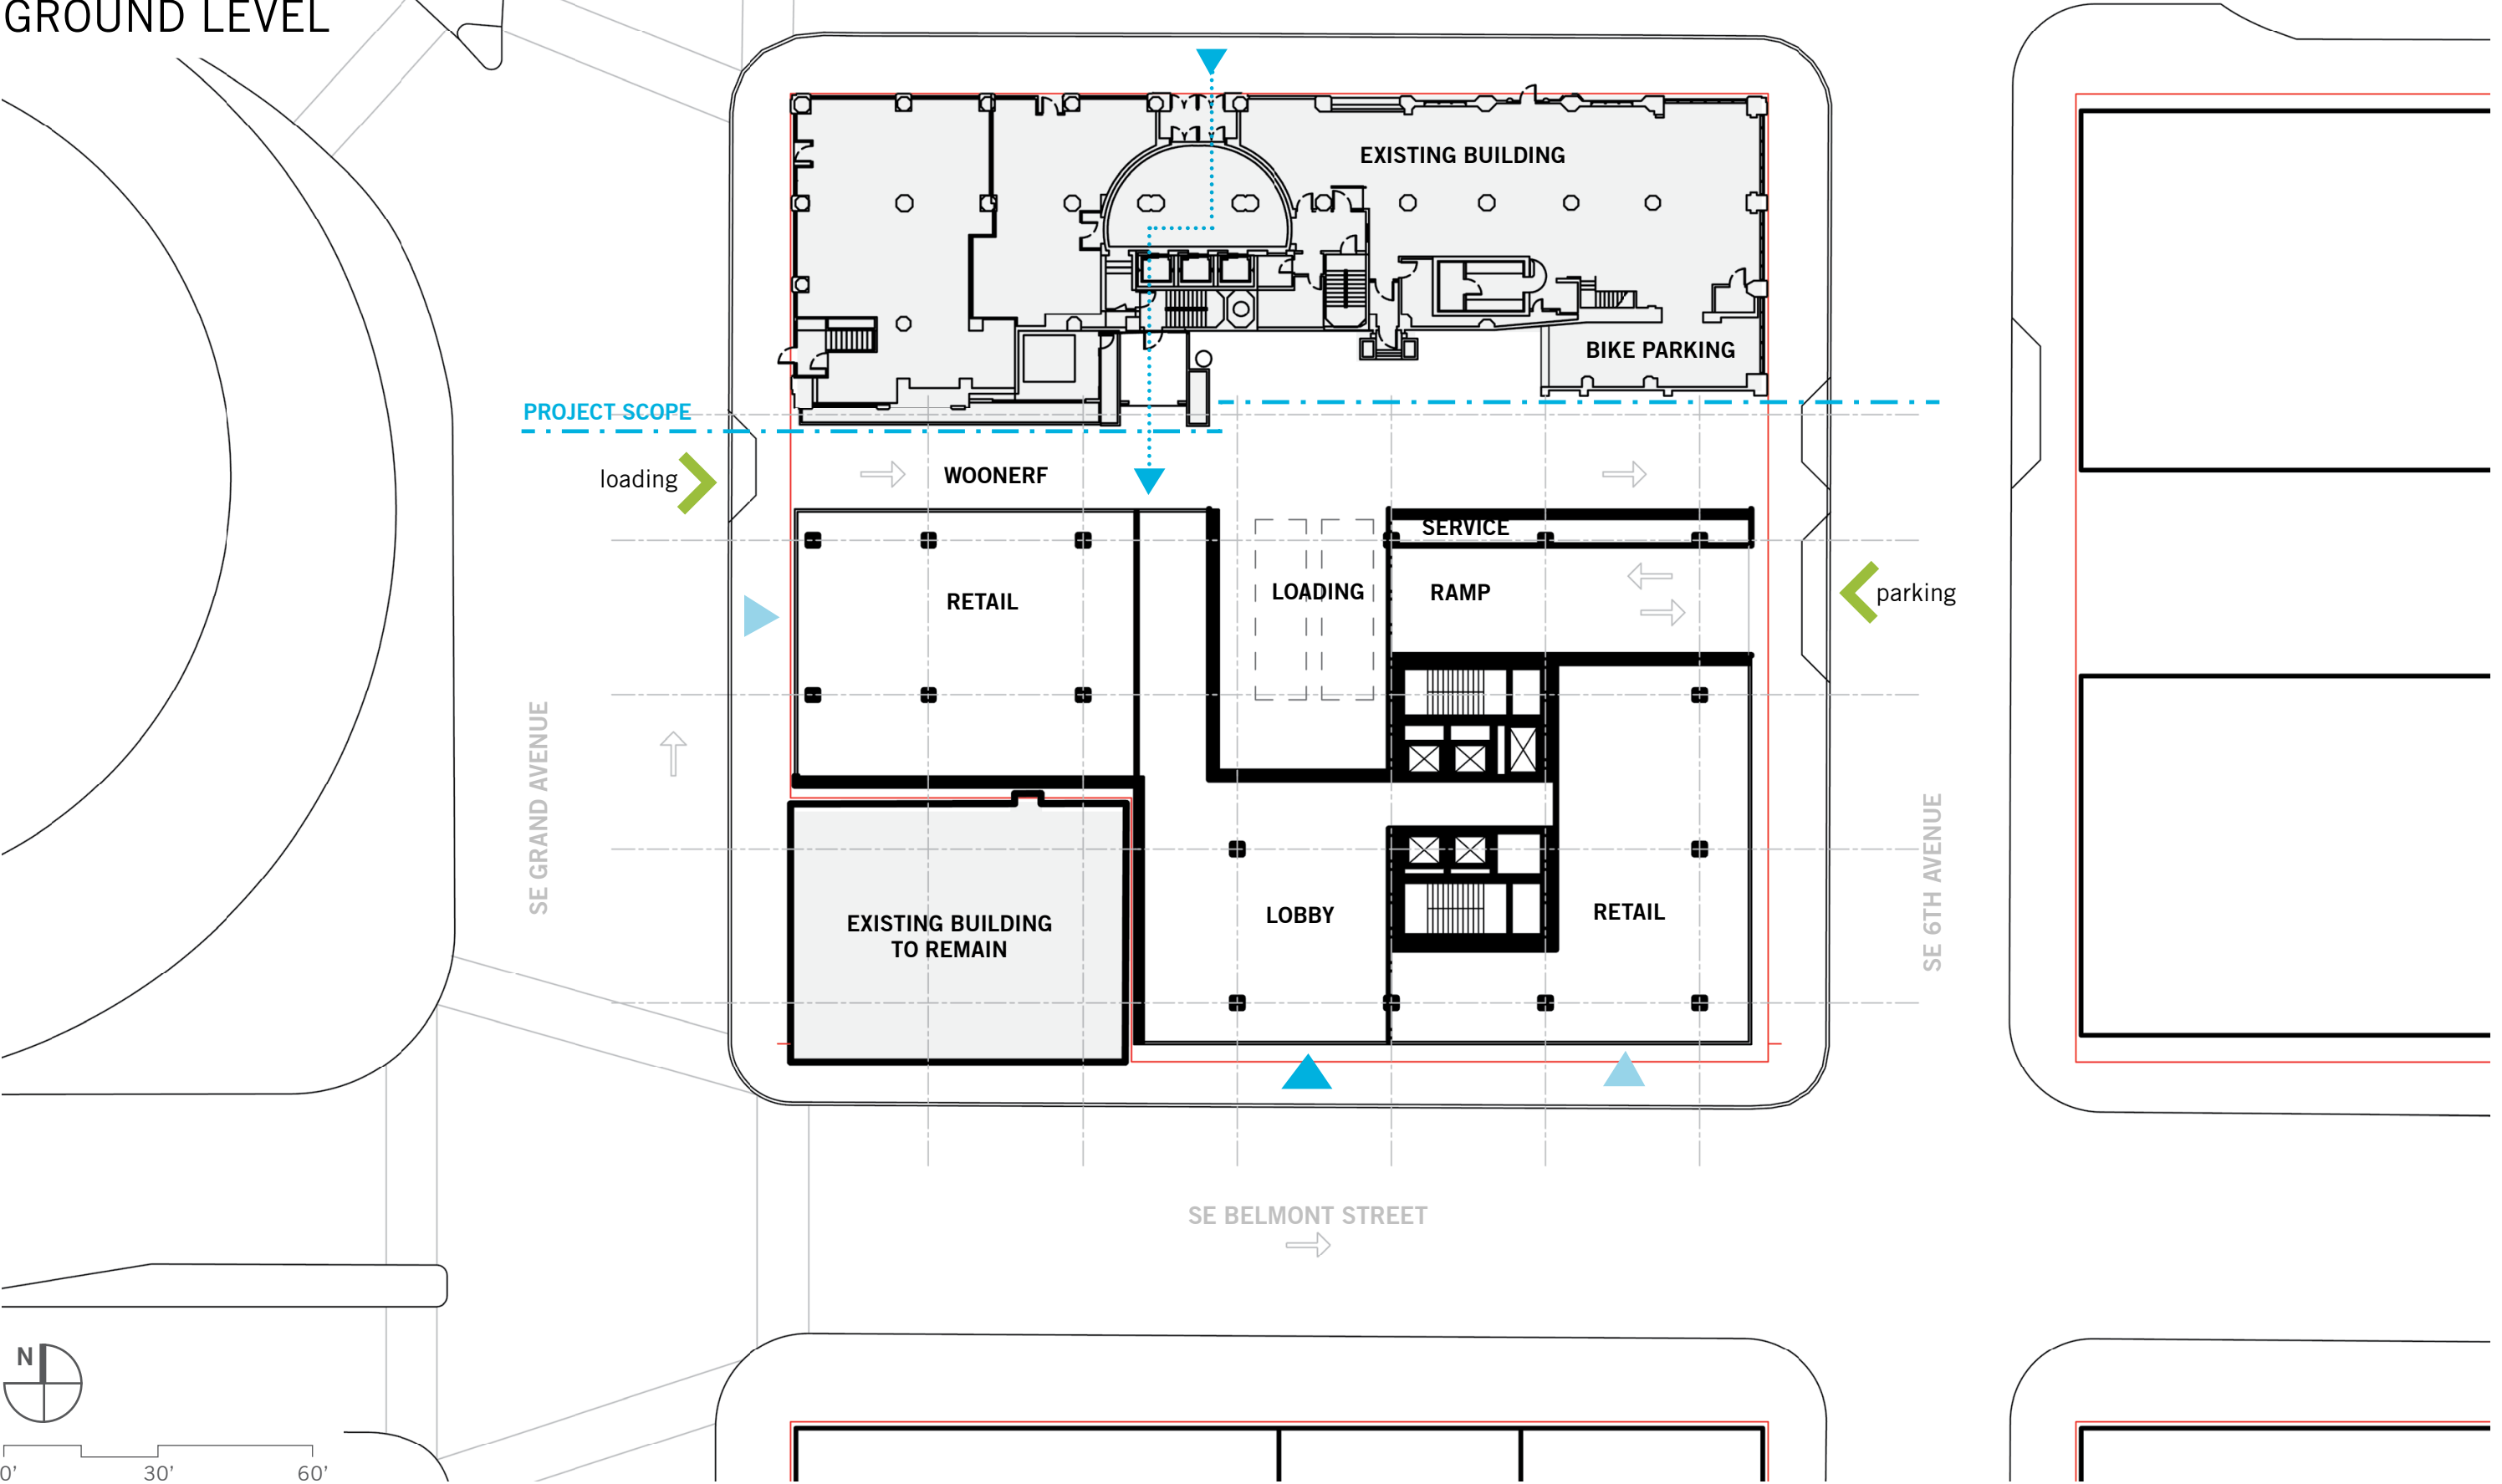 GROUND LEVEL
EXISTING BUILDING
BIKE PARKING
PROJECT SCOPE
loading
WOONERF
SERVICE
RETAIL
LOADING
RAMP
parking
SE GRAND AVENUE
SE 6TH AVENUE
EXISTING BUILDING
TO REMAIN
LOBBY
RETAIL
SE BELMONT STREET
N
0'
30'
60'